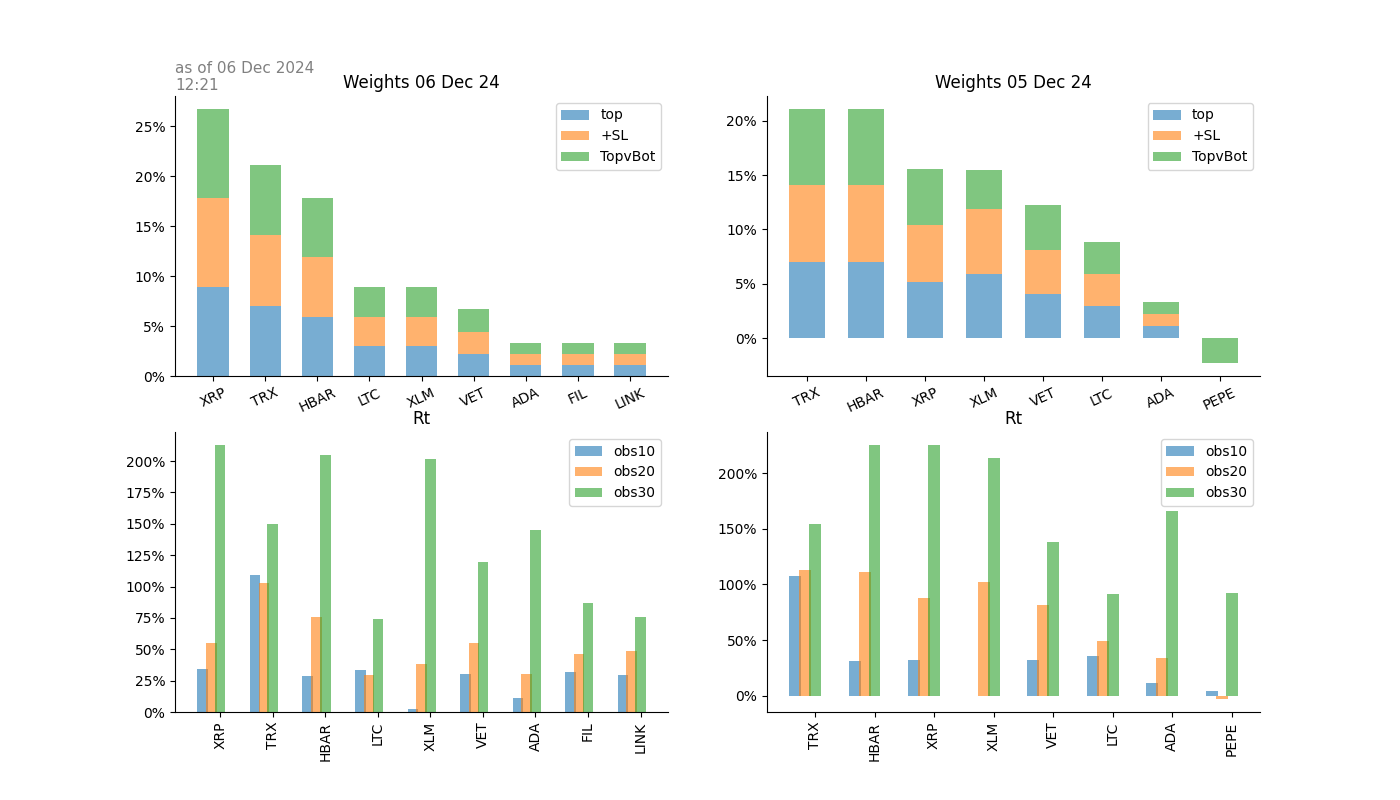 as of 06 Dec 2024
12:21
Weights 06 Dec 24
25%
20%
15%
10%
5%
0%
top
+SL
TopvBot
XRP
TRX
HBAR
LTC
XLM
VET
ADA
FIL
LINK
Weights 05 Dec 24
20%
15%
10%
5%
0%
top
+SL
TopvBot
TRX
HBAR
XRP
XLM
VET
LTC
ADA
PEPE
Rt
200%
175%
150%
125%
100%
75%
50%
25%
0%
obs10
obs20
obs30
XRP
TRX
HBAR
LTC
XLM
VET
ADA
FIL
LINK
Rt
200%
150%
100%
50%
0%
obs10
obs20
obs30
TRX
HBAR
XRP
XLM
VET
LTC
ADA
PEPE